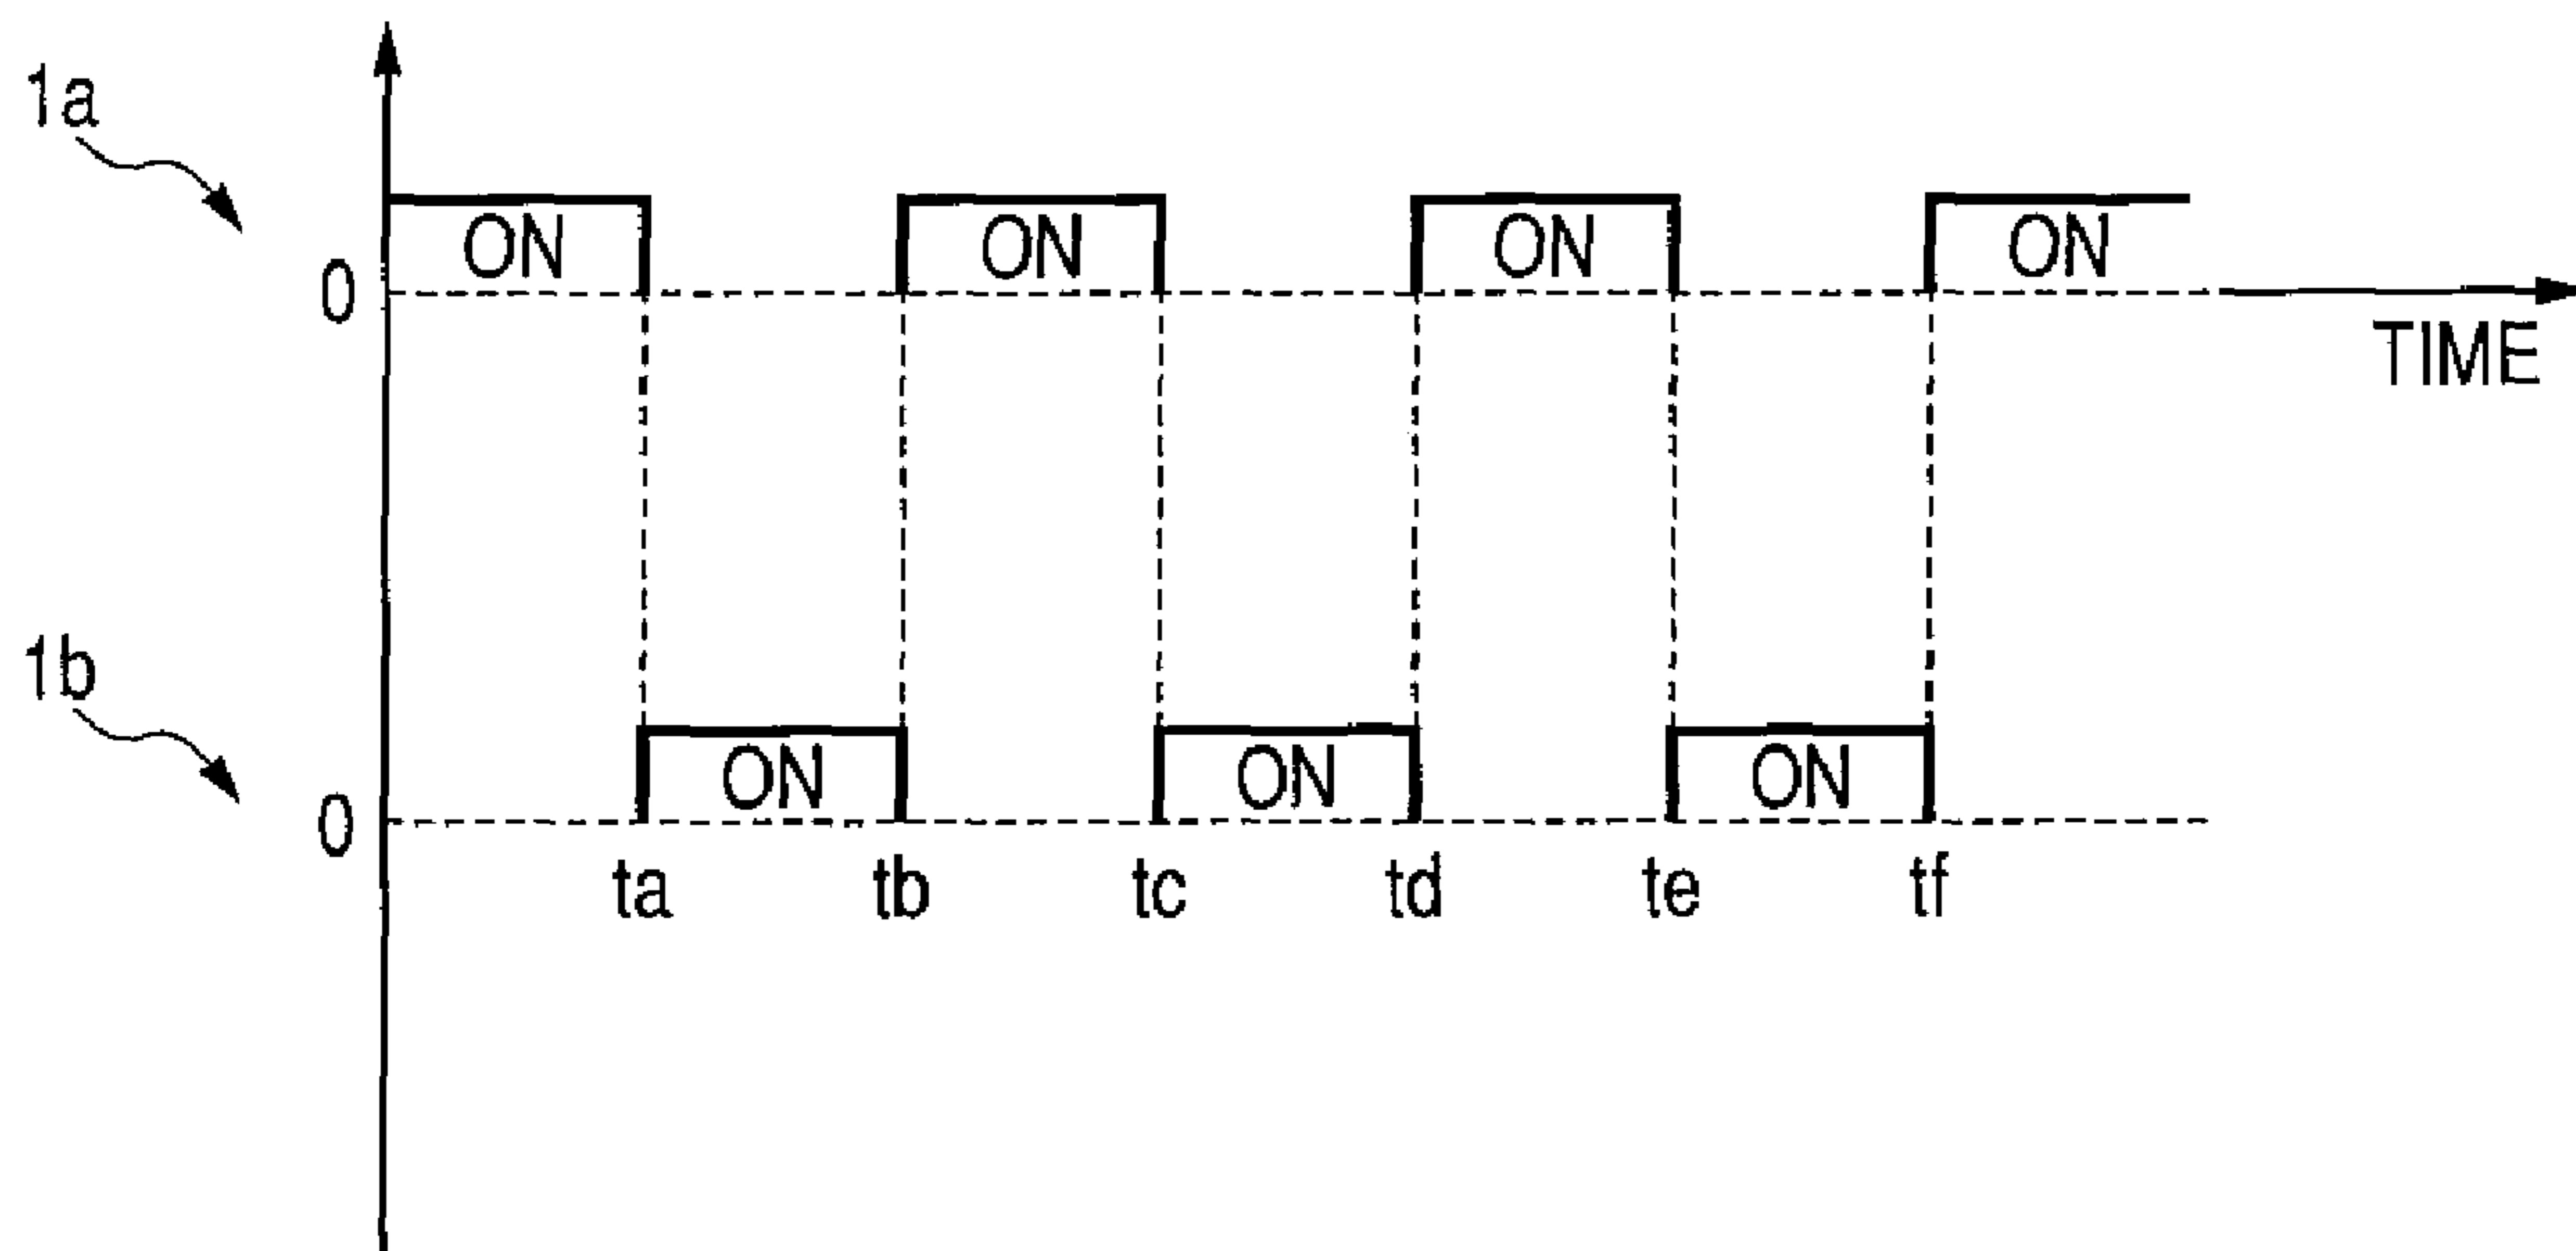 1a
ON ON ON ON
0
TIME
1b
ON ON ON
0
ta tb tc td te tf